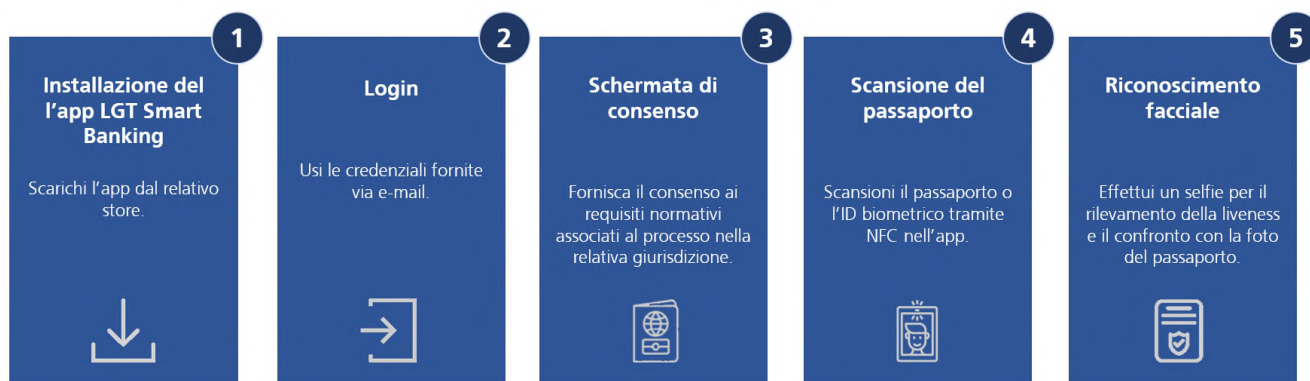 1
Installazione del
l'app LGT Smart
Banking
Scarichi l'app dal relativo
store.
2
Login
Usi le credenziali fornite
via e-mail.
3
Schermata di
consenso
Fornisca il consenso ai
requisiti normativi
associati al processo nella
relativa giurisdizione.
4
Scansione del
passaporto
Scansioni il passaporto o
l'ID biometrico tramite
NFC nell'app.
5
Riconoscimento
facciale
Effettui un selfie per il
rilevamento della liveness
e il confronto con la foto
del passaporto.